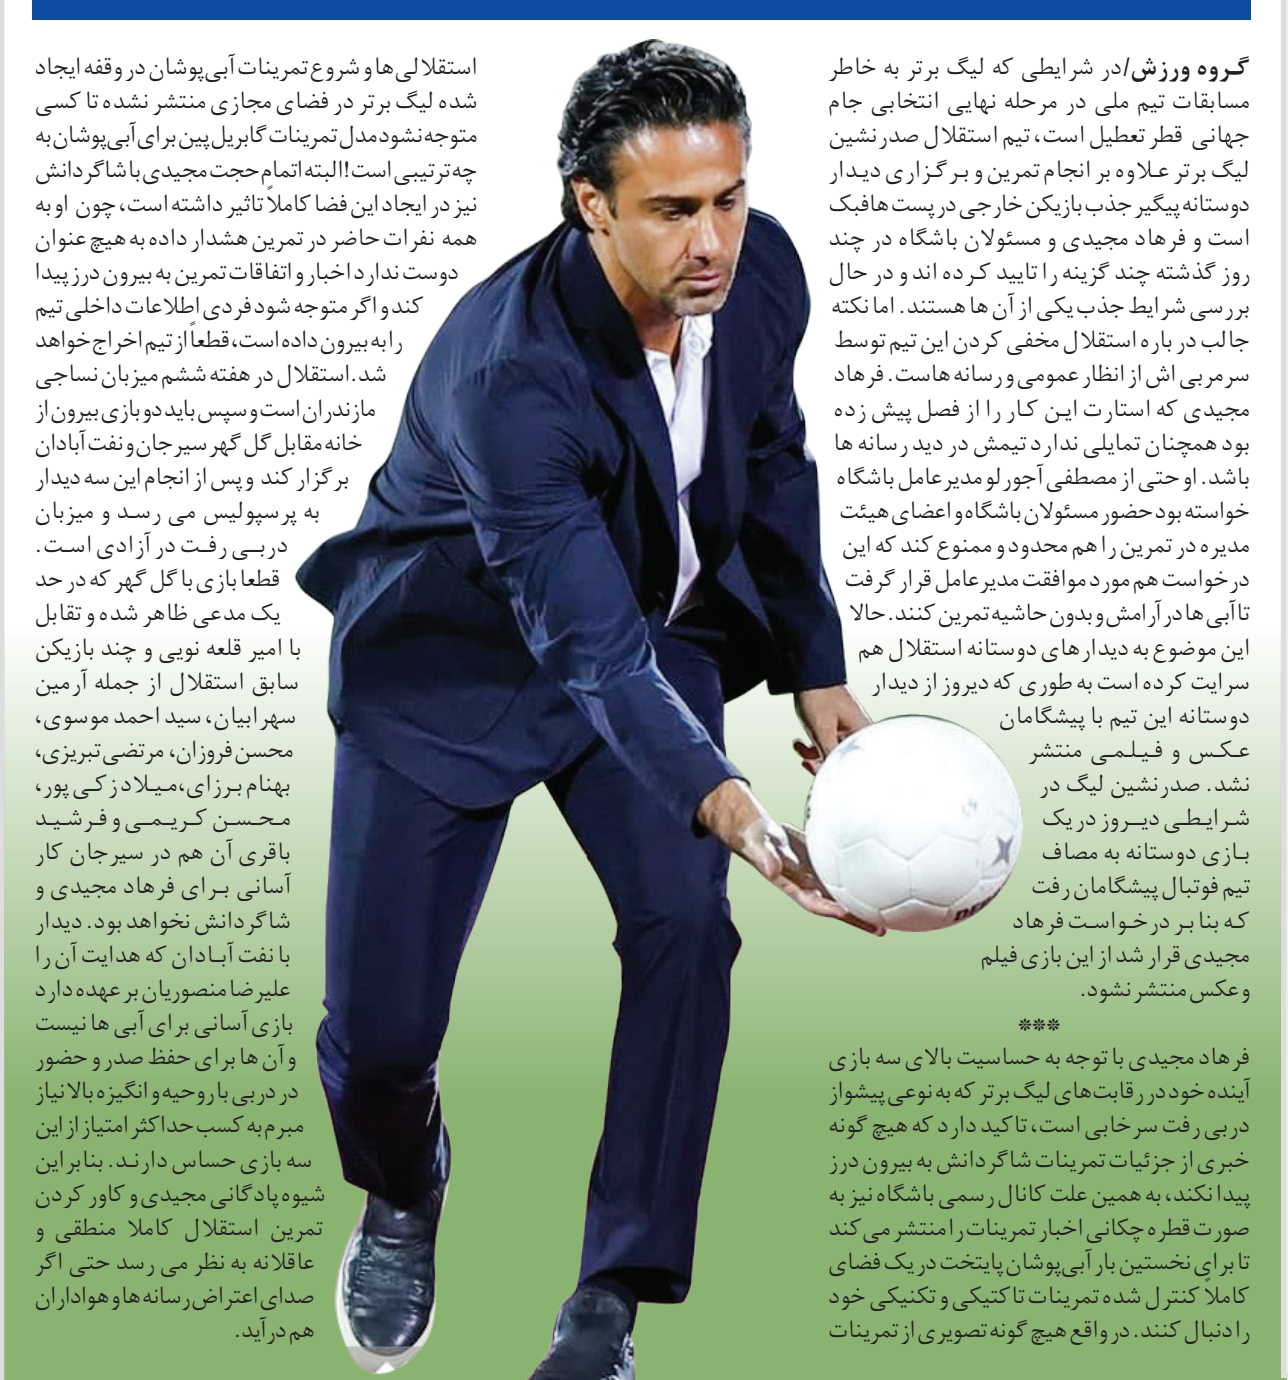 گروه ورزش/در شرایطی که لیگ برتر به خاطر
مسابقات تیم ملی در مرحله نهایی انتخابی جام
جهانی قطر تعطیل است، تیم استقلال صدرنشین
لیگ برتر علاوه بر انجام تمرین و برگزاری دیدار
دوستانه پیگیر جذب بازیکن خارجی در پست هافبک
است و فرهاد مجیدی و مسئولان باشگاه در چند
روز گذشته چند گزینه را تایید کرده اند و در حال
بررسی شرایط جذب یکی از آن ها هستند. اما نکته
جالب در باره استقلال مخفی کردن این تیم توسط
سرمربی اش از انظار عمومی و رسانه هاست. فرهاد
مجیدی که استارت این کار را از فصل پیش زده
بود همچنان تمایلی ندارد تیمش در دید رسانه ها
باشد. او حتی از مصطفی آجورلو مدیرعامل باشگاه
خواسته بود حضور مسئولان باشگاه و اعضای هیئت
مدیره در تمرین را هم محدود و ممنوع کند که این
درخواست هم مورد موافقت مدیرعامل قرار گرفت
تا آبی ها در آرامش و بدون حاشیه تمرین کنند. حالا
این موضوع به دیدارهای دوستانه استقلال هم
سرایت کرده است به طوری که دیروز از دیدار
دوستانه این تیم با پیشگامان
عکس و فیلمی منتشر
نشد. صدرنشین لیگ در
شرایطی دیروز در یک
بازی دوستانه به مصاف
تیم فوتبال پیشگامان رفت
که بنا بر درخواست فرهاد
مجیدی قرار شد از این بازی فیلم
و عکس منتشر نشود.
***
فرهاد مجیدی با توجه به حساسیت بالای سه بازی
آینده خود در رقابت‌های لیگ برتر که به نوعی پیشواز
دربی رفت سرخابی است، تاکید دارد که هیچ گونه
خبری از جزئیات تمرینات شاگردانش به بیرون درز
پیدا نکند، به همین علت کانال رسمی باشگاه نیز به
صورت قطره چکانی اخبار تمرینات را منتشر می کند
تا برای نخستین بار آبی‌پوشان پایتخت در یک فضای
کاملاً کنترل شده تمرینات تاکتیکی و تکنیکی خود
را دنبال کنند. در واقع هیچ گونه تصویری از تمرینات
استقلالی ها و شروع تمرینات آبی‌پوشان در وقفه ایجاد
شده لیگ برتر در فضای مجازی منتشر نشده تا کسی
متوجه نشود مدل تمرینات گابریل پین برای آبی‌پوشان به
چه ترتیبی است! البته اتمام حجت مجیدی با شاگردانش
نیز در ایجاد این فضا کاملاً تاثیر داشته است، چون او به
همه نفرات حاضر در تمرین هشدار داده به هیچ عنوان
دوست ندارد اخبار و اتفاقات تمرین به بیرون درز پیدا
کند و اگر متوجه شود فردی اطلاعات داخلی تیم
را به بیرون داده است، قطعاً از تیم اخراج خواهد
شد. استقلال در هفته ششم میزبان نساجی
مازندران است و سپس باید دو بازی بیرون از
خانه مقابل گل گهر سیرجان و نفت آبادان
برگزار کند و پس از انجام این سه دیدار
به پرسپولیس می رسد و میزبان
دربی رفت در آزادی است.
قطعا بازی با گل گهر که در حد
یک مدعی ظاهر شده و تقابل
با امیر قلعه نویی و چند بازیکن
سابق استقلال از جمله آرمین
سهرابیان، سید احمد موسوی،
محسن فروزان، مرتضی تبریزی،
بهنام برزای، میلاد زکی پور،
محسن کریمی و فرشید
باقری آن هم در سیرجان کار
آسانی برای فرهاد مجیدی و
شاگردانش نخواهد بود. دیدار
با نفت آبادان که هدایت آن را
علیرضا منصوریان بر عهده دارد
بازی آسانی برای آبی ها نیست
و آن ها برای حفظ صدر و حضور
در دربی با روحیه و انگیزه بالا نیاز
مبرم به کسب حداکثر امتیاز از این
سه بازی حساس دارند. بنابراین
شیوه پادگانی مجیدی و کاور کردن
تمرین استقلال کاملا منطقی و
عاقلانه به نظر می رسد حتی اگر
صدای اعتراض رسانه ها و هواداران
هم درآید.